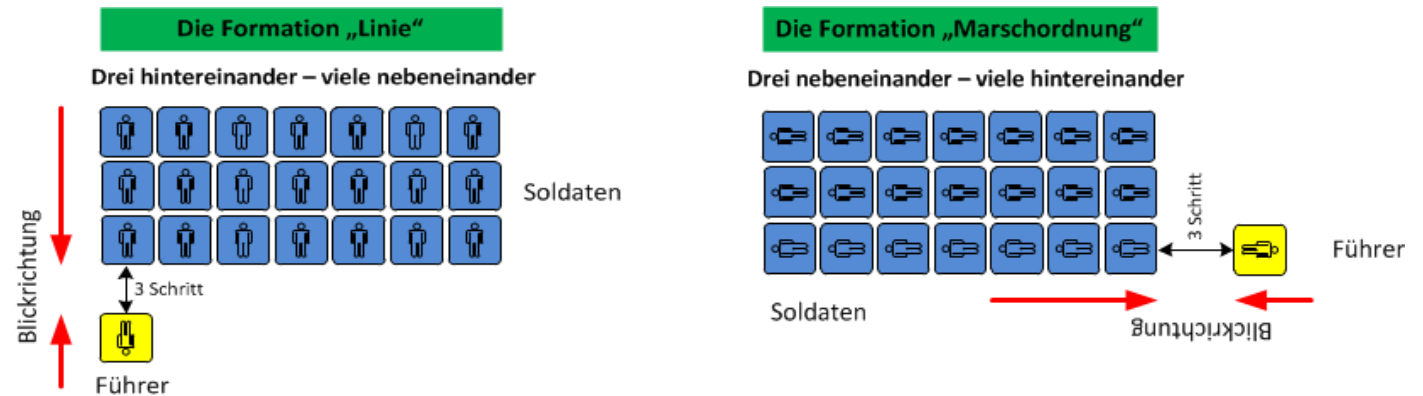 Die Formation „Linie“
Drei hintereinander – viele nebeneinander
Soldaten
Blickrichtung
3 Schritt
Führer
Die Formation „Marschordnung“
Drei nebeneinander – viele hintereinander
3 Schritt
Führer
Soldaten
Blickrichtung